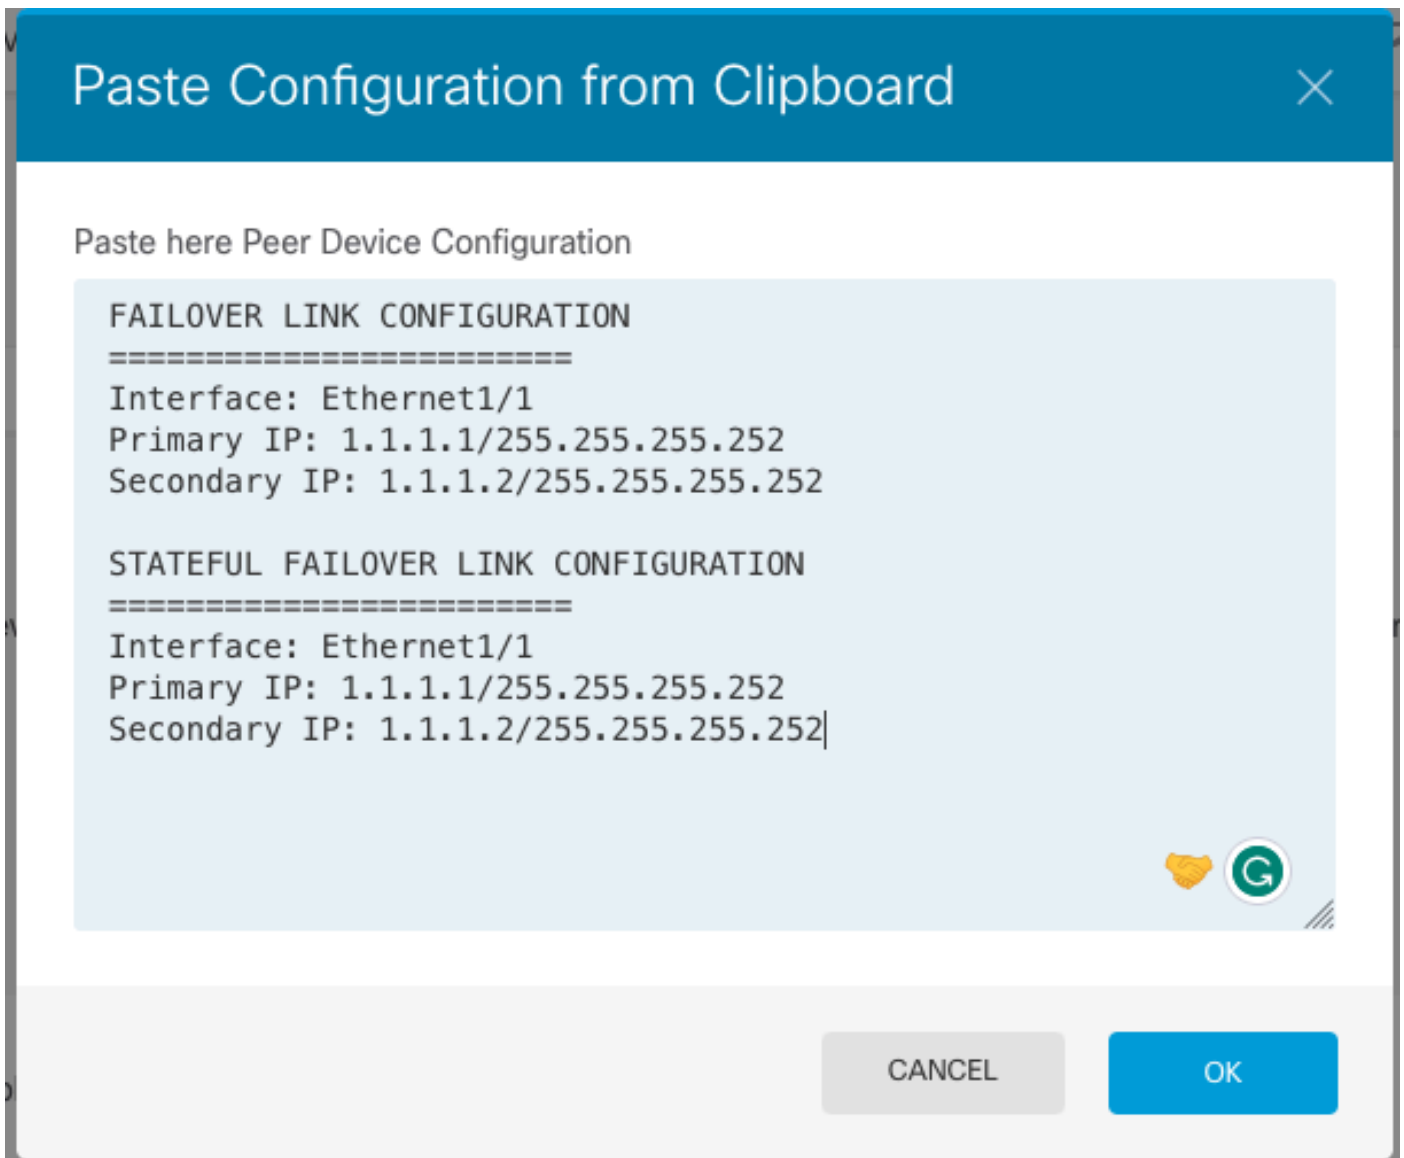 Paste Configuration from Clipboard
Paste here Peer Device Configuration
FAILOVER LINK CONFIGURATION
========================
Interface: Ethernet1/1
Primary IP: 1.1.1.1/255.255.255.252
Secondary IP: 1.1.1.2/255.255.255.252
STATEFUL FAILOVER LINK CONFIGURATION
========================
Interface: Ethernet1/1
Primary IP: 1.1.1.1/255.255.255.252
Secondary IP: 1.1.1.2/255.255.255.252
CANCEL
OK